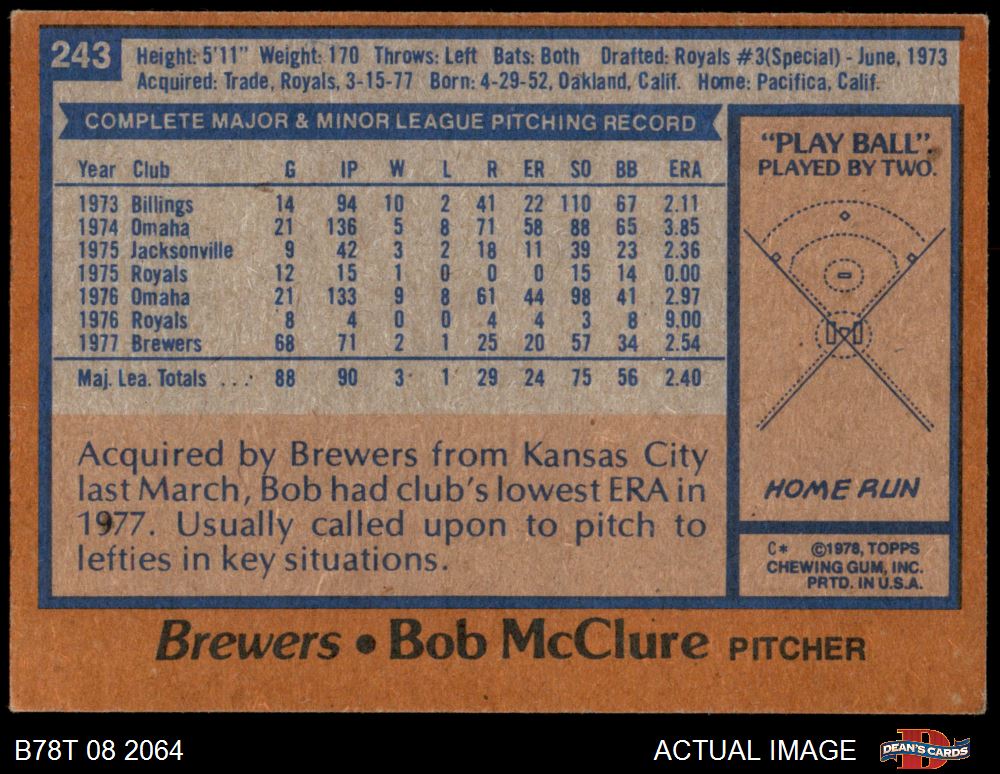 243
Height: 5'11" Weight: 170 Throws: Left Bats: Both Drafted: Royals #3(Special) - June, 1973
Acquired: Trade, Royals, 3-15-77 Born: 4-29-52, Oakland, Calif. Home: Pacifica, Calif.
COMPLETE MAJOR & MINOR LEAGUE PITCHING RECORD
Year Club G IP W L R ER SO BB ERA
1973 Billings 14 94 10 2 41 22 110 67 2.11
1974 Omaha 21 136 5 8 71 58 88 65 3.85
1975 Jacksonville 9 42 3 2 18 11 39 23 2.36
1975 Royals 12 15 1 0 0 0 15 14 0.00
1976 Omaha 21 133 9 8 61 44 98 41 2.97
1976 Royals 8 4 0 0 4 4 3 8 9.00
1977 Brewers 68 71 2 1 25 20 57 34 2.54
Maj. Lea. Totals ... 88 90 3 1 29 24 75 56 2.40
Acquired by Brewers from Kansas City
last March, Bob had club's lowest ERA in
1977. Usually called upon to pitch to
lefties in key situations.
"PLAY BALL".
PLAYED BY TWO.
HOME RUN
C* ©1978, TOPPS
CHEWING GUM, INC.
PRTD. IN U.S.A.
Brewers • Bob McClure PITCHER
B78T 08 2064
ACTUAL IMAGE
DEAN'S CARDS